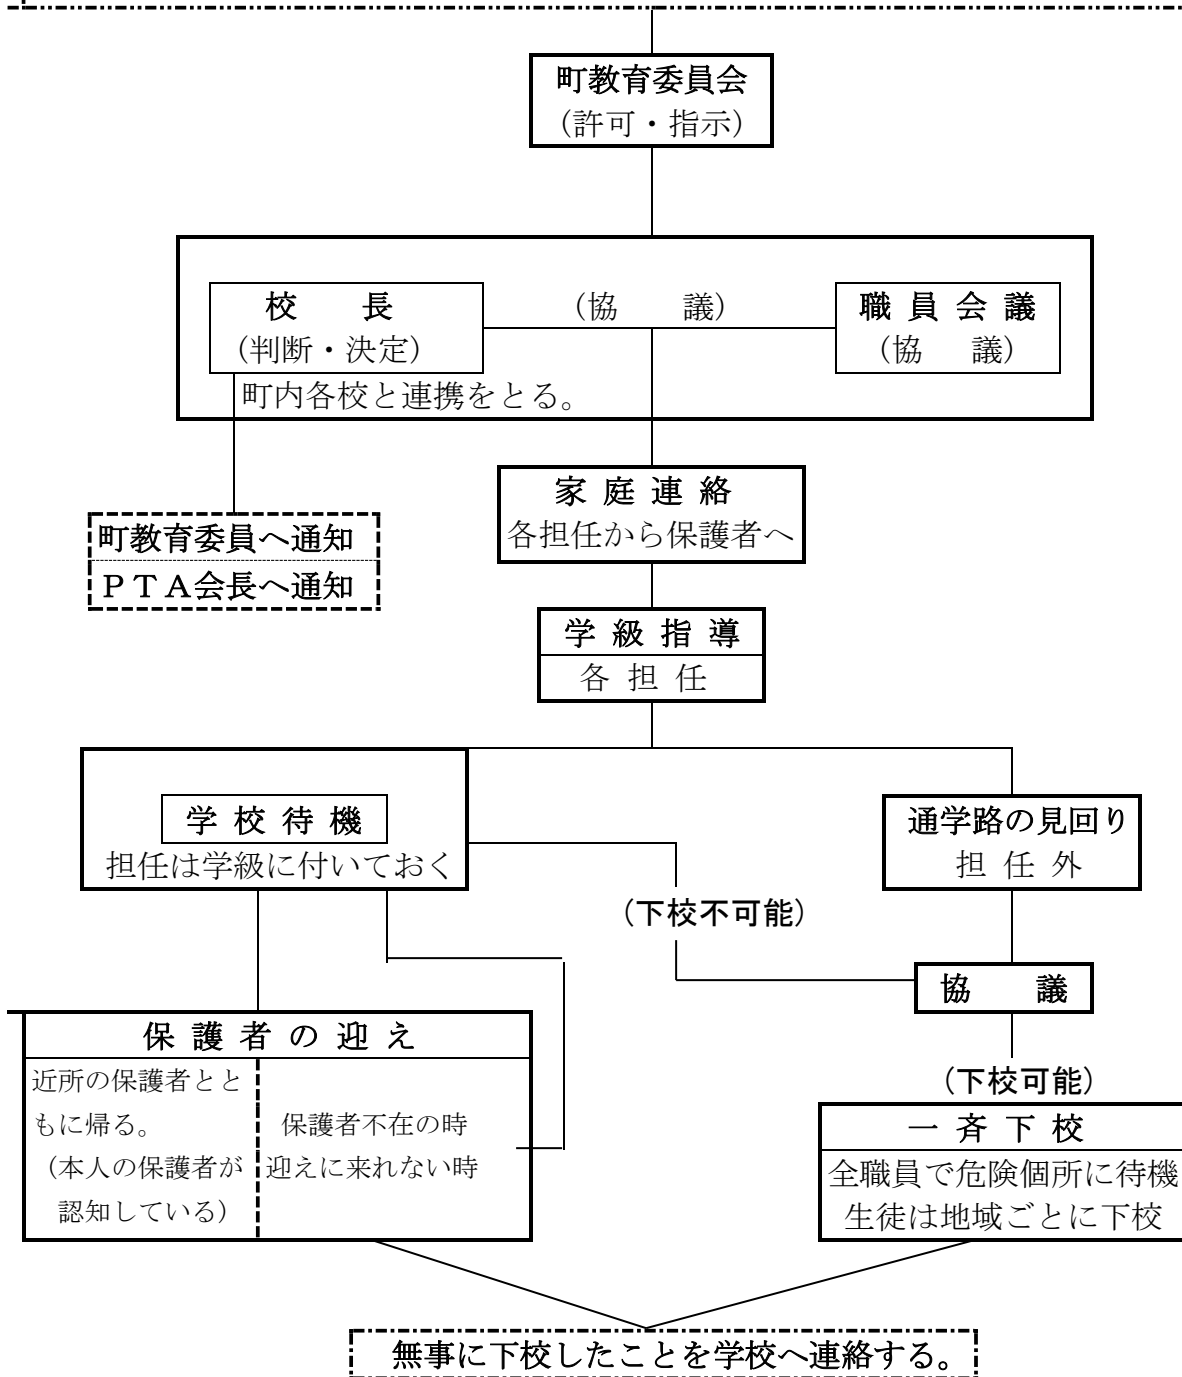 町教育委員会
(許可・指示)
校　　長
(判断・決定)
(協　　議)
職 員 会 議
(協　議)
町内各校と連携をとる。
家 庭 連 絡
各担任から保護者へ
町教育委員へ通知
ＰＴＡ会長へ通知
学 級 指 導
各 担 任
学 校 待 機
担任は学級に付いておく
通学路の見回り
担 任 外
(下校不可能)
協　　議
保 護 者 の 迎 え
近所の保護者とと
もに帰る。
(本人の保護者が
認知している)
保護者不在の時
迎えに来れない時
(下校可能)
一 斉 下 校
全職員で危険個所に待機
生徒は地域ごとに下校
無事に下校したことを学校へ連絡する。